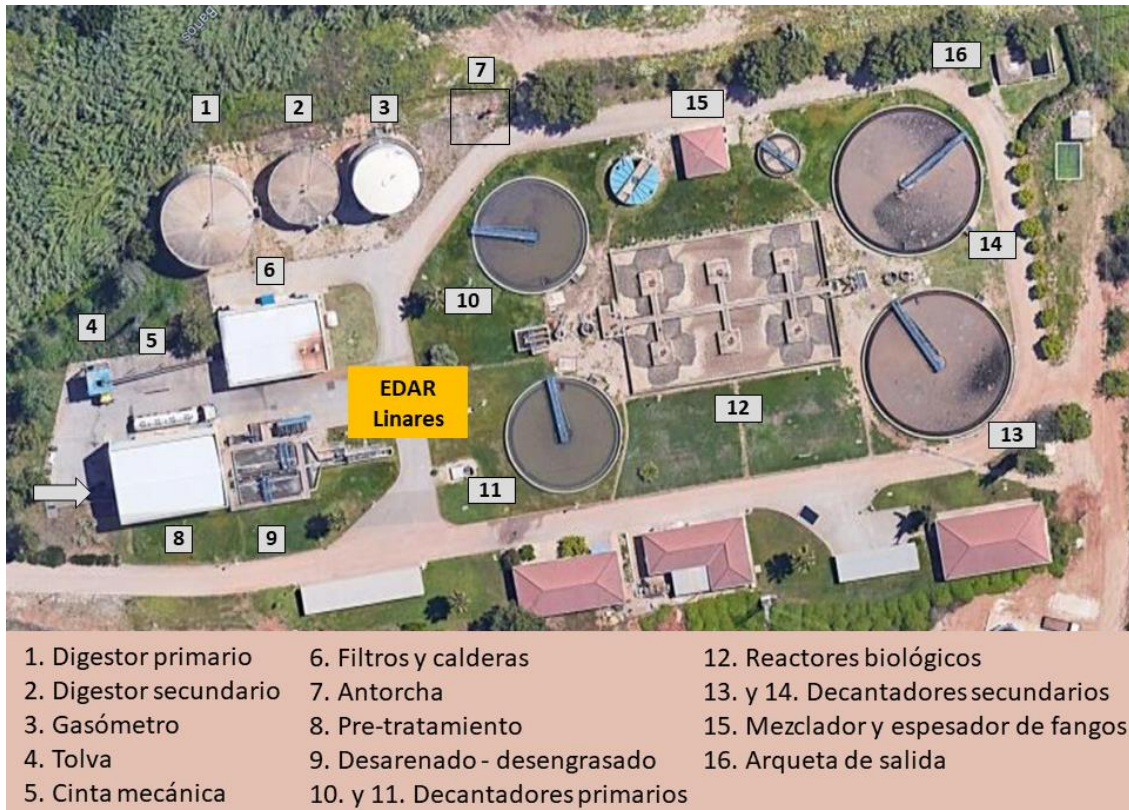 Baños
16
7
1
2
3
15
6
14
10
4
5
EDAR
Linares
12
13
11
8
9
1. Digestor primario
2. Digestor secundario
3. Gasómetro
4. Tolva
5. Cinta mecánica
6. Filtros y calderas
7. Antorcha
8. Pre-tratamiento
9. Desarenado - desengrasado
10. y 11. Decantadores primarios
12. Reactores biológicos
13. y 14. Decantadores secundarios
15. Mezclador y espesador de fangos
16. Arqueta de salida